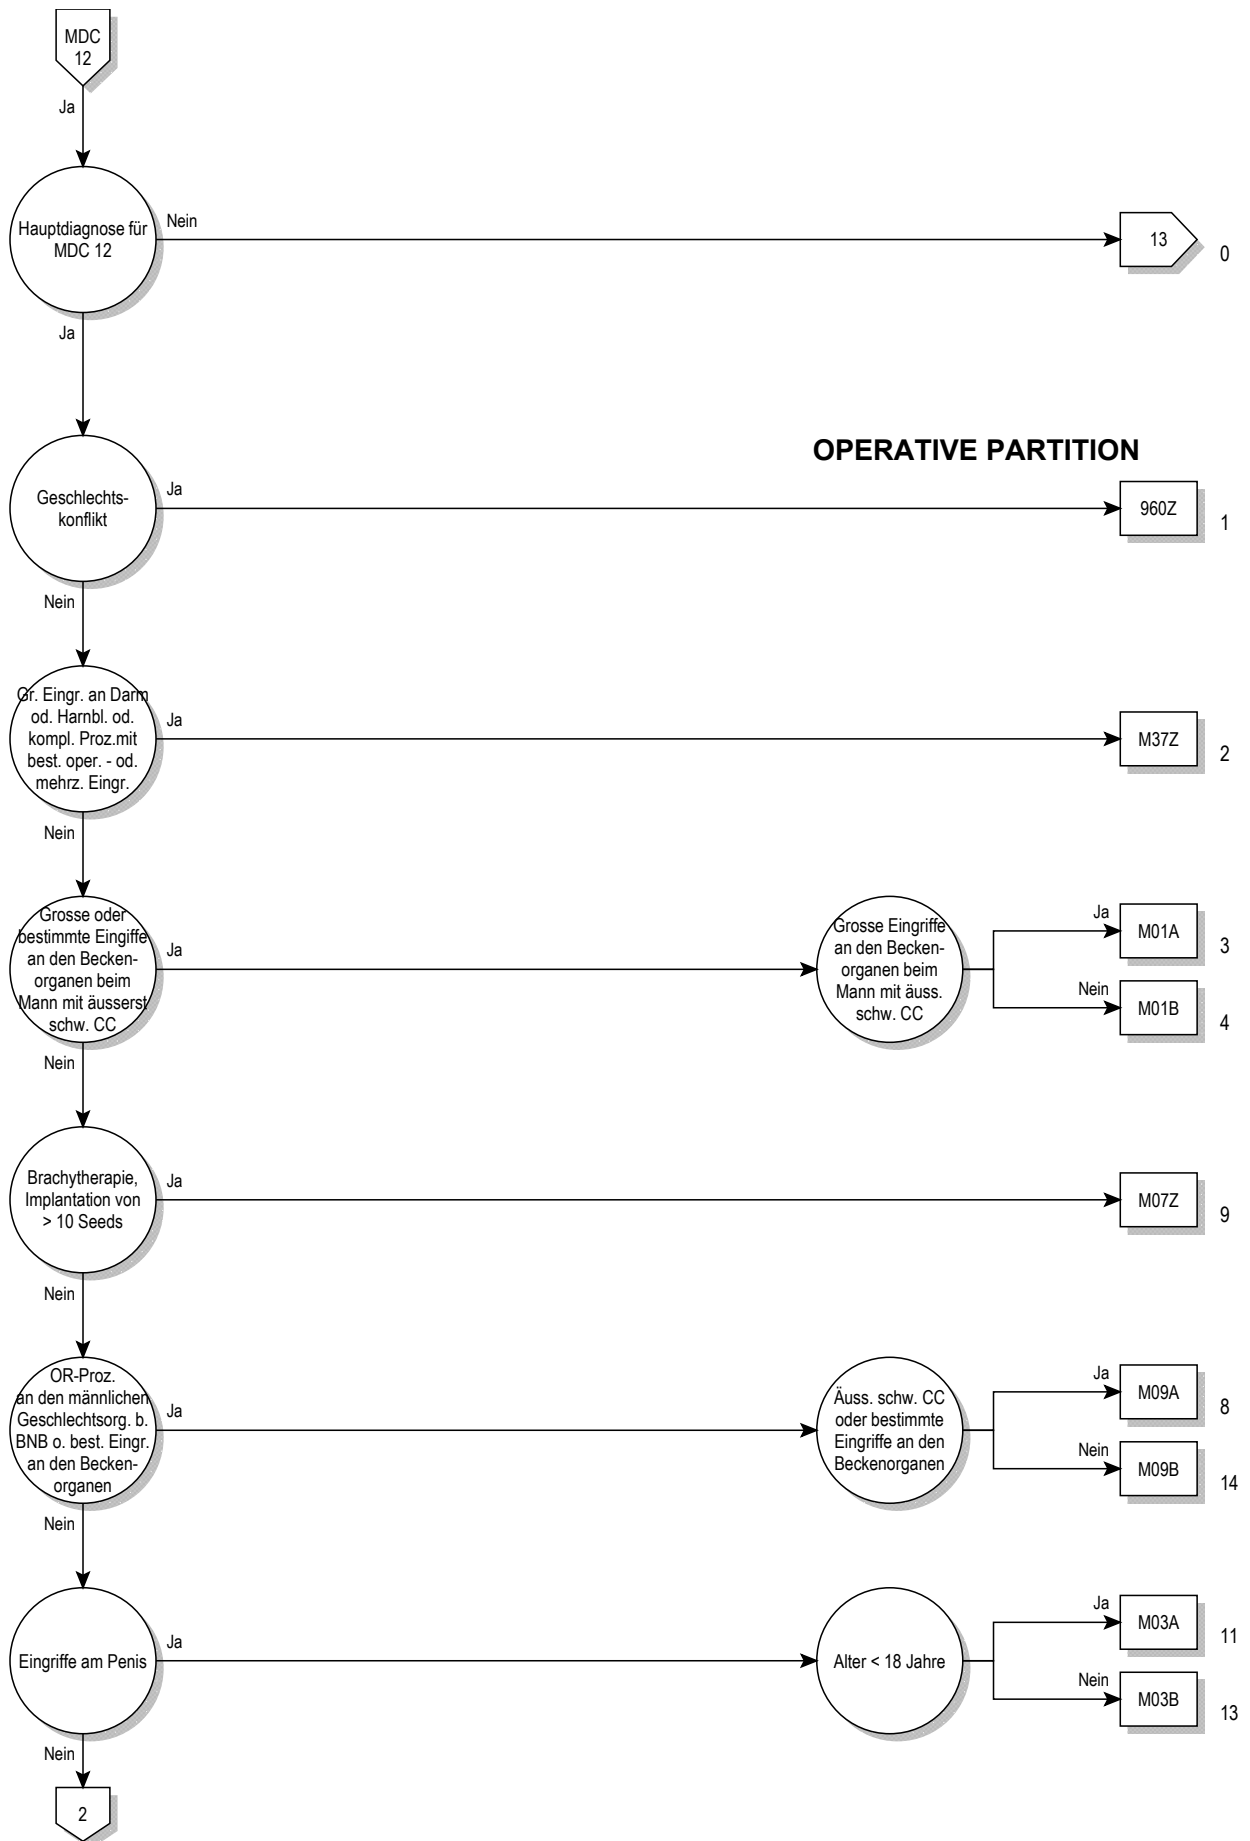 MDC
12
Ja
Hauptdiagnose für
MDC 12
Nein
13
0
Ja
OPERATIVE PARTITION
Geschlechts-
konflikt
Ja
960Z
1
Nein
Gr. Eingr. an Darm
od. Harnbl. od.
kompl. Proz.mit
best. oper. - od.
mehrz. Eingr.
Ja
M37Z
2
Nein
Grosse oder
bestimmte Eingiffe
an den Becken-
organen beim
Mann mit äusserst
schw. CC
Ja
Grosse Eingriffe
an den Becken-
organen beim
Mann mit äuss.
schw. CC
Ja
M01A
3
Nein
M01B
4
Nein
Brachytherapie,
Implantation von
> 10 Seeds
Ja
M07Z
9
Nein
OR-Proz.
an den männlichen
Geschlechtsorg. b.
BNB o. best. Eingr.
an den Becken-
organen
Ja
Äuss. schw. CC
oder bestimmte
Eingriffe an den
Beckenorganen
Ja
M09A
8
Nein
M09B
14
Nein
Eingriffe am Penis
Ja
Alter < 18 Jahre
Ja
M03A
11
Nein
M03B
13
Nein
2